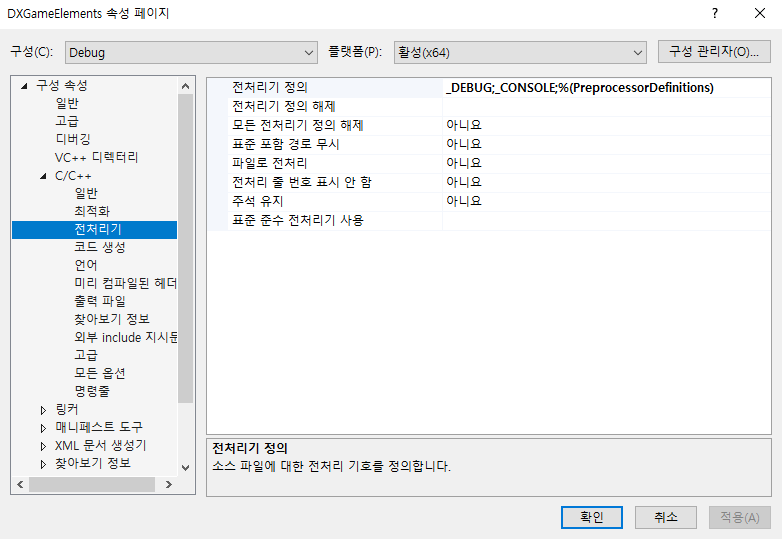 DXGameElements 속성 페이지
구성(C): Debug 플랫폼(P): 활성(x64) 구성 관리자(O)...
구성 속성
일반
고급
디버깅
VC++ 디렉터리
C/C++
일반
최적화
전처리기
코드 생성
언어
미리 컴파일된 헤더
출력 파일
찾아보기 정보
외부 include 지시문
고급
모든 옵션
명령줄
링커
매니페스트 도구
XML 문서 생성기
찾아보기 정보
전처리기 정의 _DEBUG;_CONSOLE;%(PreprocessorDefinitions)
전처리기 정의 해제
모든 전처리기 정의 해제 아니요
표준 포함 경로 무시 아니요
파일로 전처리 아니요
전처리 줄 번호 표시 안 함 아니요
주석 유지 아니요
표준 준수 전처리기 사용
전처리기 정의
소스 파일에 대한 전처리 기호를 정의합니다.
확인 취소 적용(A)